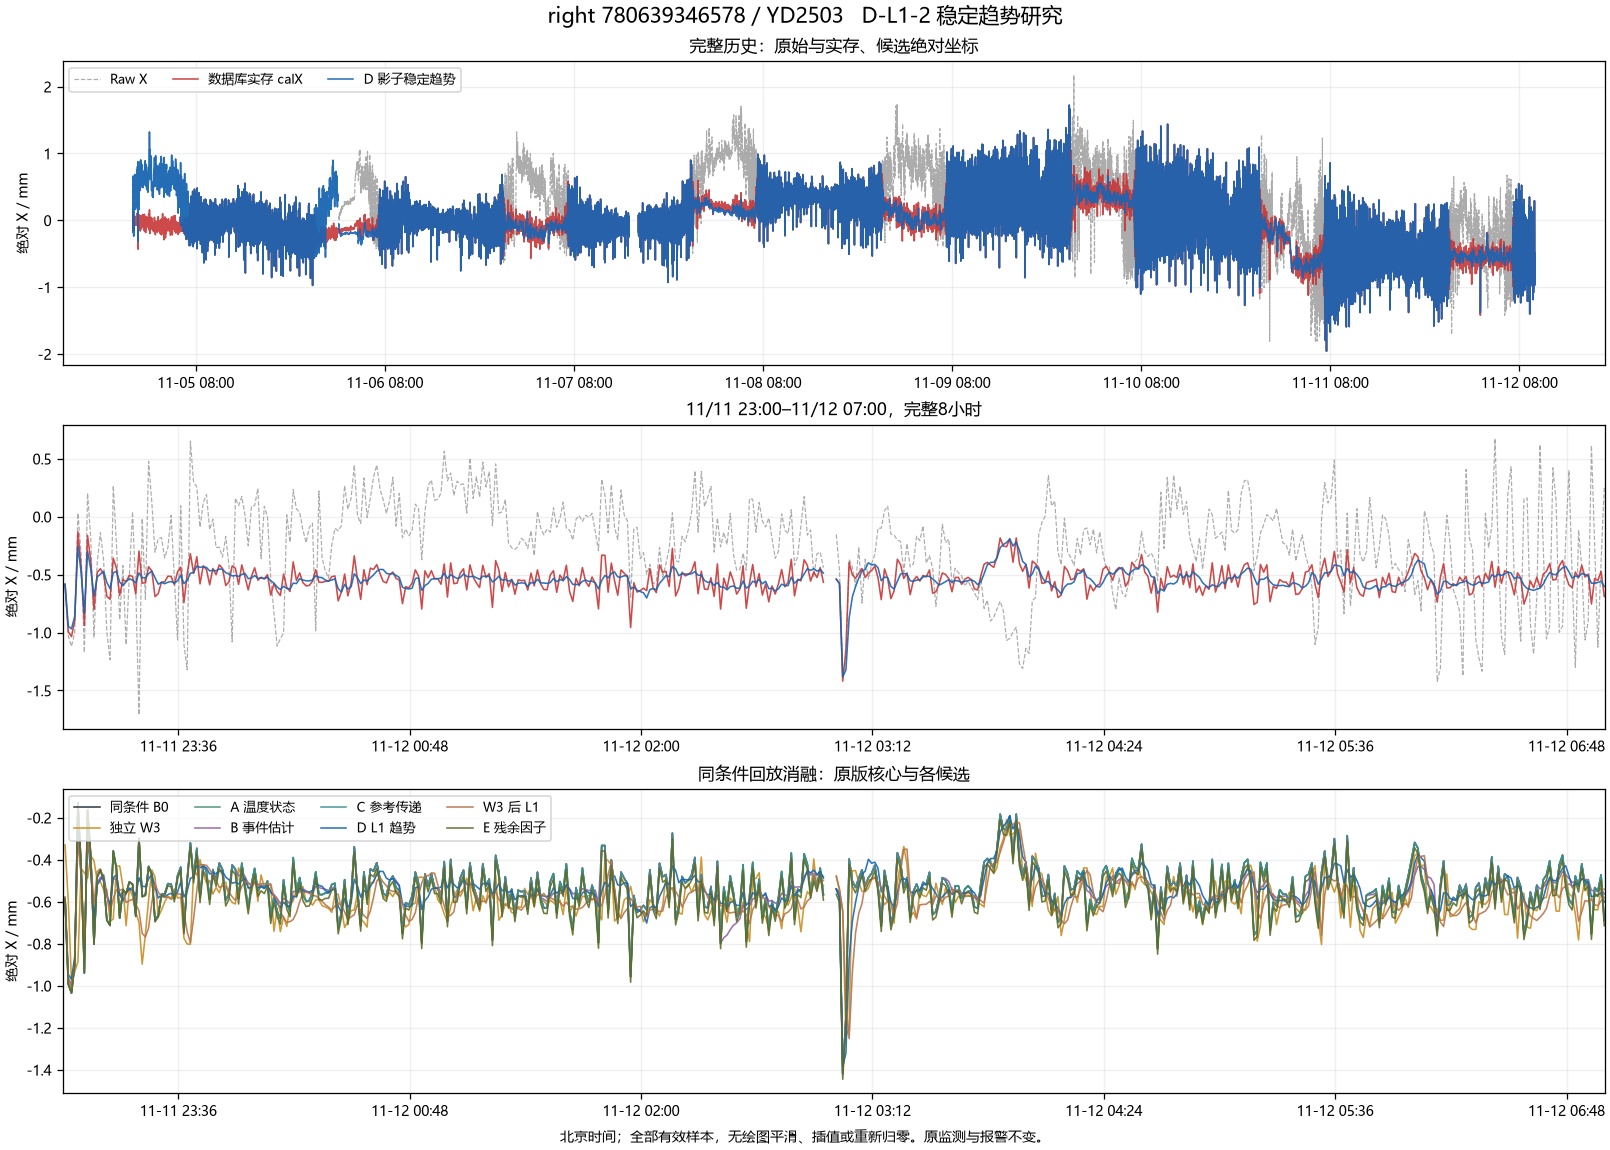 right 780639346578 / YD2503   D-L1-2 稳定趋势研究
完整历史：原始与实存、候选绝对坐标
Raw X
数据库实存 calX
D 影子稳定趋势
绝对 X / mm
2
1
0
-1
-2
11-05 08:00
11-06 08:00
11-07 08:00
11-08 08:00
11-09 08:00
11-10 08:00
11-11 08:00
11-12 08:00
11/11 23:00–11/12 07:00，完整8小时
绝对 X / mm
0.5
0.0
-0.5
-1.0
-1.5
11-11 23:36
11-12 00:48
11-12 02:00
11-12 03:12
11-12 04:24
11-12 05:36
11-12 06:48
同条件回放消融：原版核心与各候选
同条件 B0
A 温度状态
C 参考传递
W3 后 L1
独立 W3
B 事件估计
D L1 趋势
E 残余因子
绝对 X / mm
-0.2
-0.4
-0.6
-0.8
-1.0
-1.2
-1.4
11-11 23:36
11-12 00:48
11-12 02:00
11-12 03:12
11-12 04:24
11-12 05:36
11-12 06:48
北京时间；全部有效样本，无绘图平滑、插值或重新归零。原监测与报警不变。